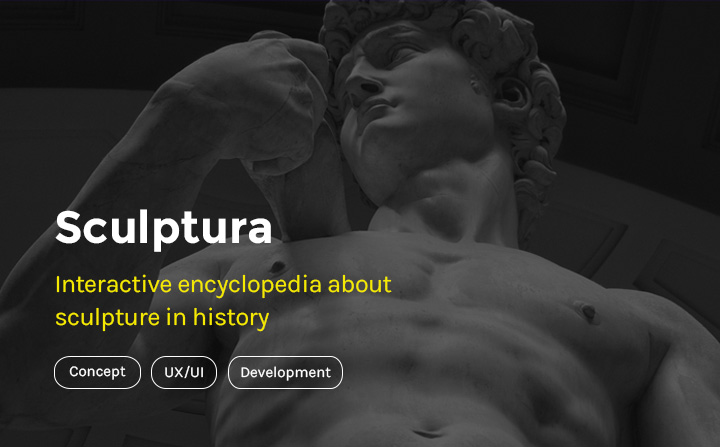 Sculptura
Interactive encyclopedia about
sculpture in history
Concept UX/UI Development